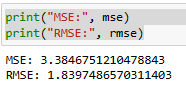 print("MSE:", mse)
print("RMSE:", rmse)
MSE: 3.3846751210478843
RMSE: 1.8397486570311403